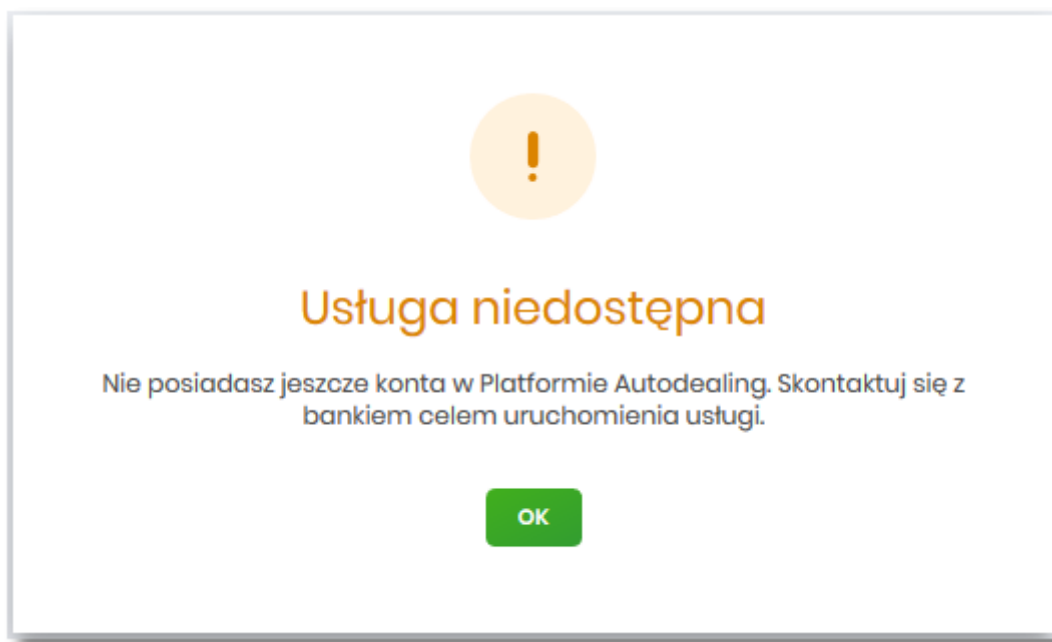 Usługa niedostępna
Nie posiadasz jeszcze konta w Platformie Autodealing. Skontaktuj się z
bankiem celem uruchomienia usługi.
OK